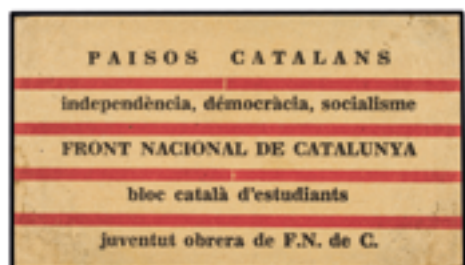 PAISOS CATALANS
independència, démocràcia, socialisme
FRONT NACIONAL DE CATALUNYA
bloc català d'estudiants
juventut obrera de F.N. de C.